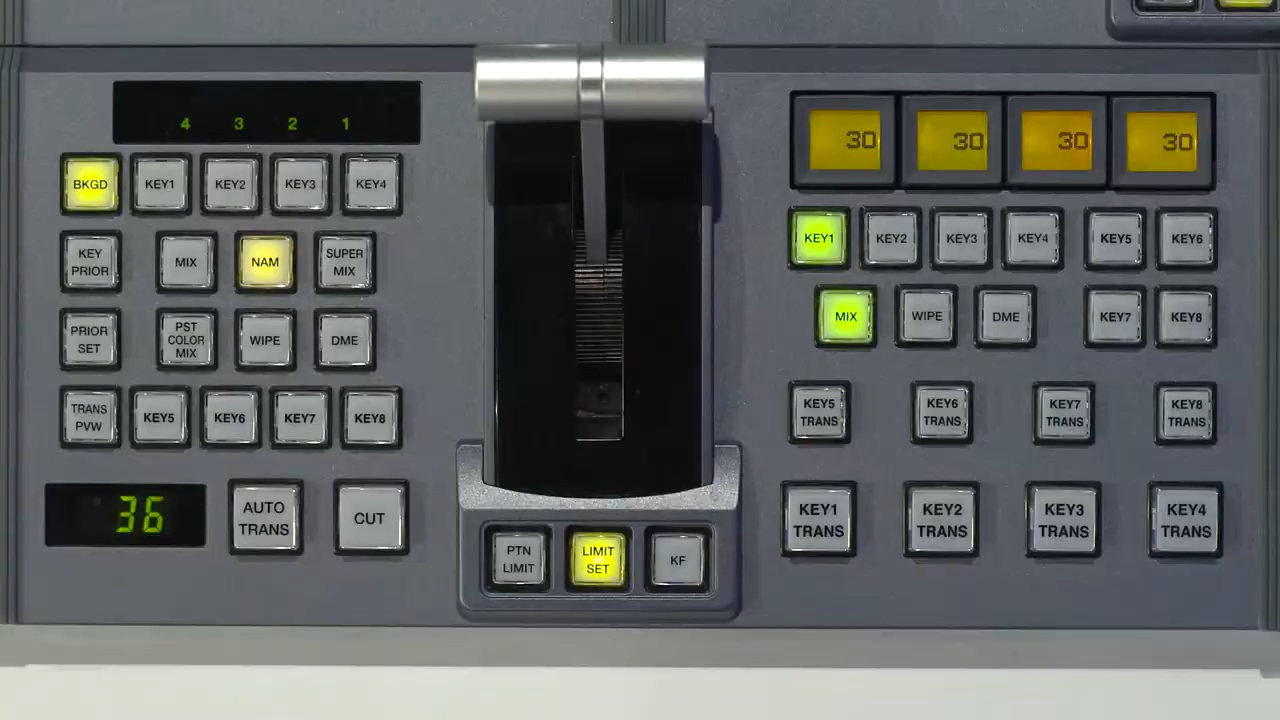 4 3 2 1
BKGD KEY1 KEY2 KEY3 KEY4
KEY
PRIOR
MIX
NAM
SUPER
MIX
PRIOR
SET
PST
COLOR
MIX
WIPE
DME
TRANS
PVW
KEY5 KEY6 KEY7 KEY8
36
AUTO
TRANS
CUT
PTN
LIMIT
LIMIT
SET
KF
30 30 30 30
KEY1 KEY2 KEY3 KEY4 KEY5 KEY6
MIX WIPE DME KEY7 KEY8
KEY5
TRANS
KEY6
TRANS
KEY7
TRANS
KEY8
TRANS
KEY1
TRANS
KEY2
TRANS
KEY3
TRANS
KEY4
TRANS